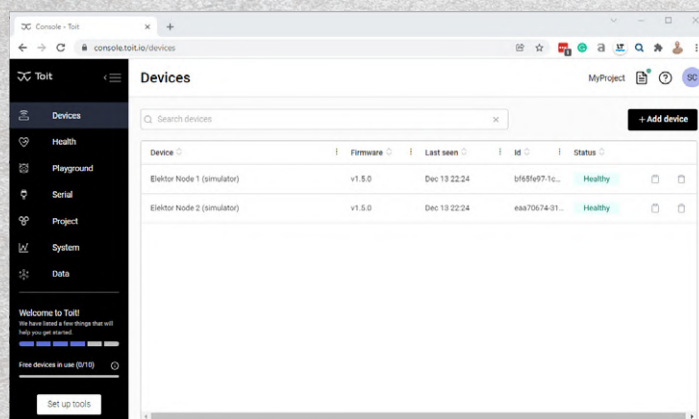 Console - Toit
console.toit.io/devices
Toit
Devices
MyProject
SC
Devices
Health
Playground
Serial
Project
System
Data
Search devices
+ Add device
Device
Firmware
Last seen
Id
Status
Elektor Node 1 (simulator)
v1.5.0
Dec 13 22:24
bf65fe97-1c...
Healthy
Elektor Node 2 (simulator)
v1.5.0
Dec 13 22:24
eaa70674-31...
Healthy
Welcome to Toit!
We have listed a few things that will
help you get started.
Free devices in use (0/10)
Set up tools